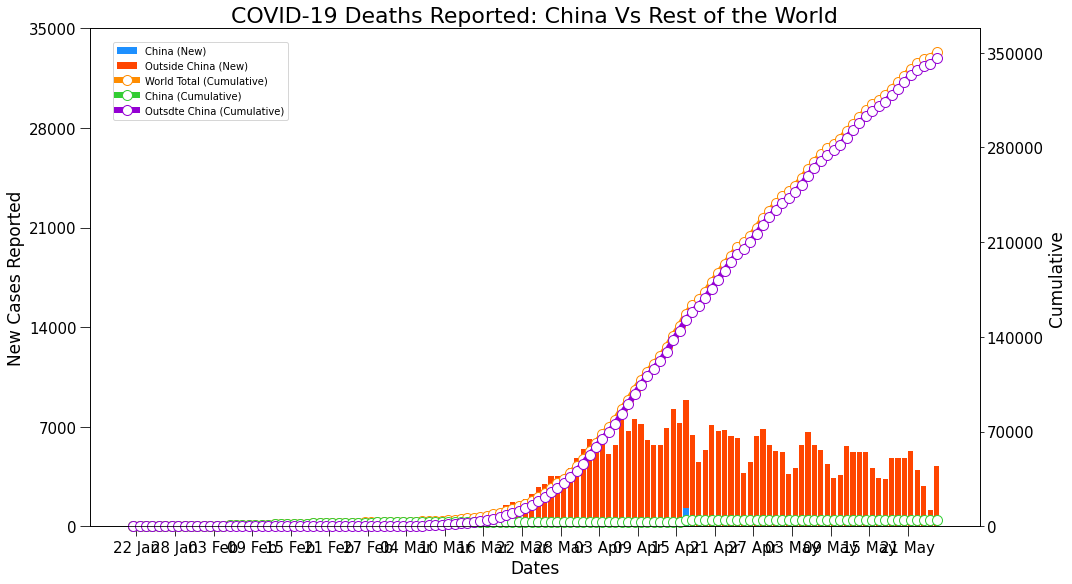 COVID-19 Deaths Reported: China Vs Rest of the World
China (New)
Outside China (New)
World Total (Cumulative)
China (Cumulative)
Outsdte China (Cumulative)
35000
28000
21000
14000
7000
0
New Cases Reported
350000
280000
210000
140000
70000
0
Cumulative
22 Jan 28 Jan 03 Feb 09 Feb 15 Feb 21 Feb 27 Feb 04 Mar 10 Mar 16 Mar 22 Mar 28 Mar 03 Apr 09 Apr 15 Apr 21 Apr 27 Apr 03 May 09 May 15 May 21 May
Dates